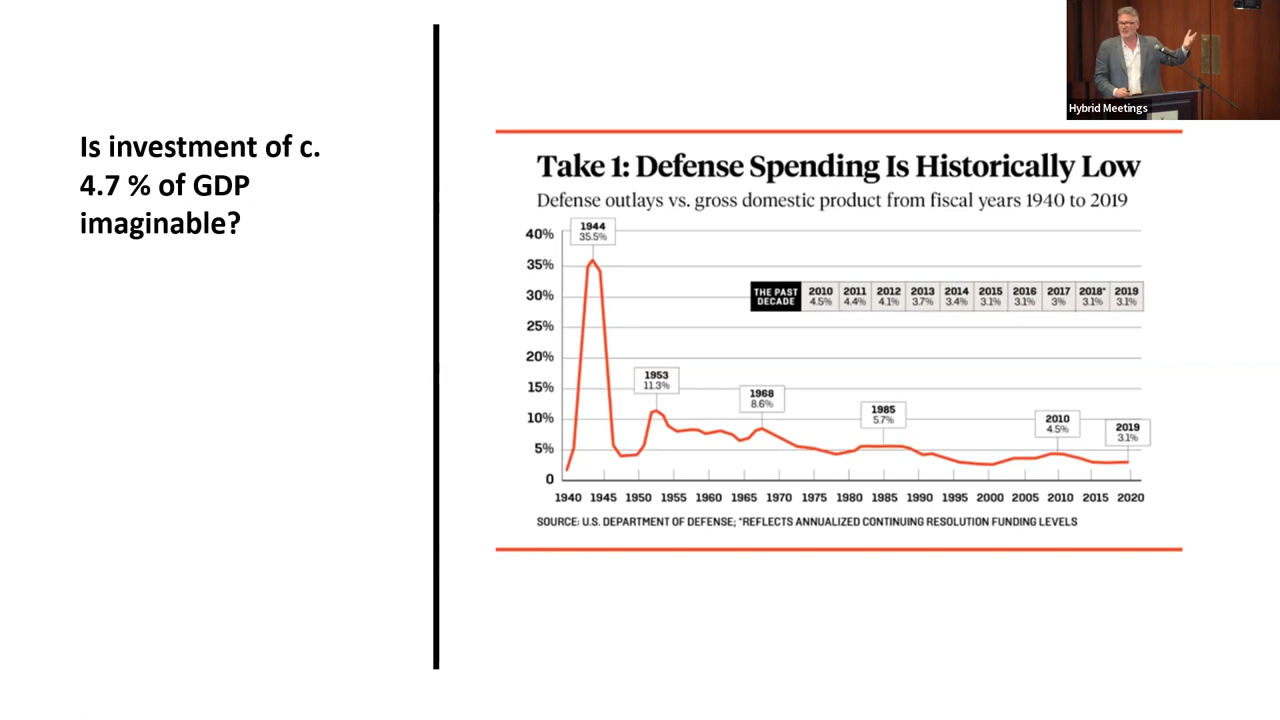 Hybrid Meetings
Is investment of c.
4.7 % of GDP
imaginable?
Take 1: Defense Spending Is Historically Low
Defense outlays vs. gross domestic product from fiscal years 1940 to 2019
40%
35%
30%
25%
20%
15%
10%
5%
0
1944
35.5%
1953
11.3%
1968
8.6%
1985
5.7%
2010
4.5%
2019
3.1%
THE PAST
DECADE
2010 2011 2012 2013 2014 2015 2016 2017 2018* 2019
4.5% 4.4% 4.1% 3.7% 3.4% 3.1% 3.1% 3% 3.1% 3.1%
1940 1945 1950 1955 1960 1965 1970 1975 1980 1985 1990 1995 2000 2005 2010 2015 2020
SOURCE: U.S. DEPARTMENT OF DEFENSE; *REFLECTS ANNUALIZED CONTINUING RESOLUTION FUNDING LEVELS